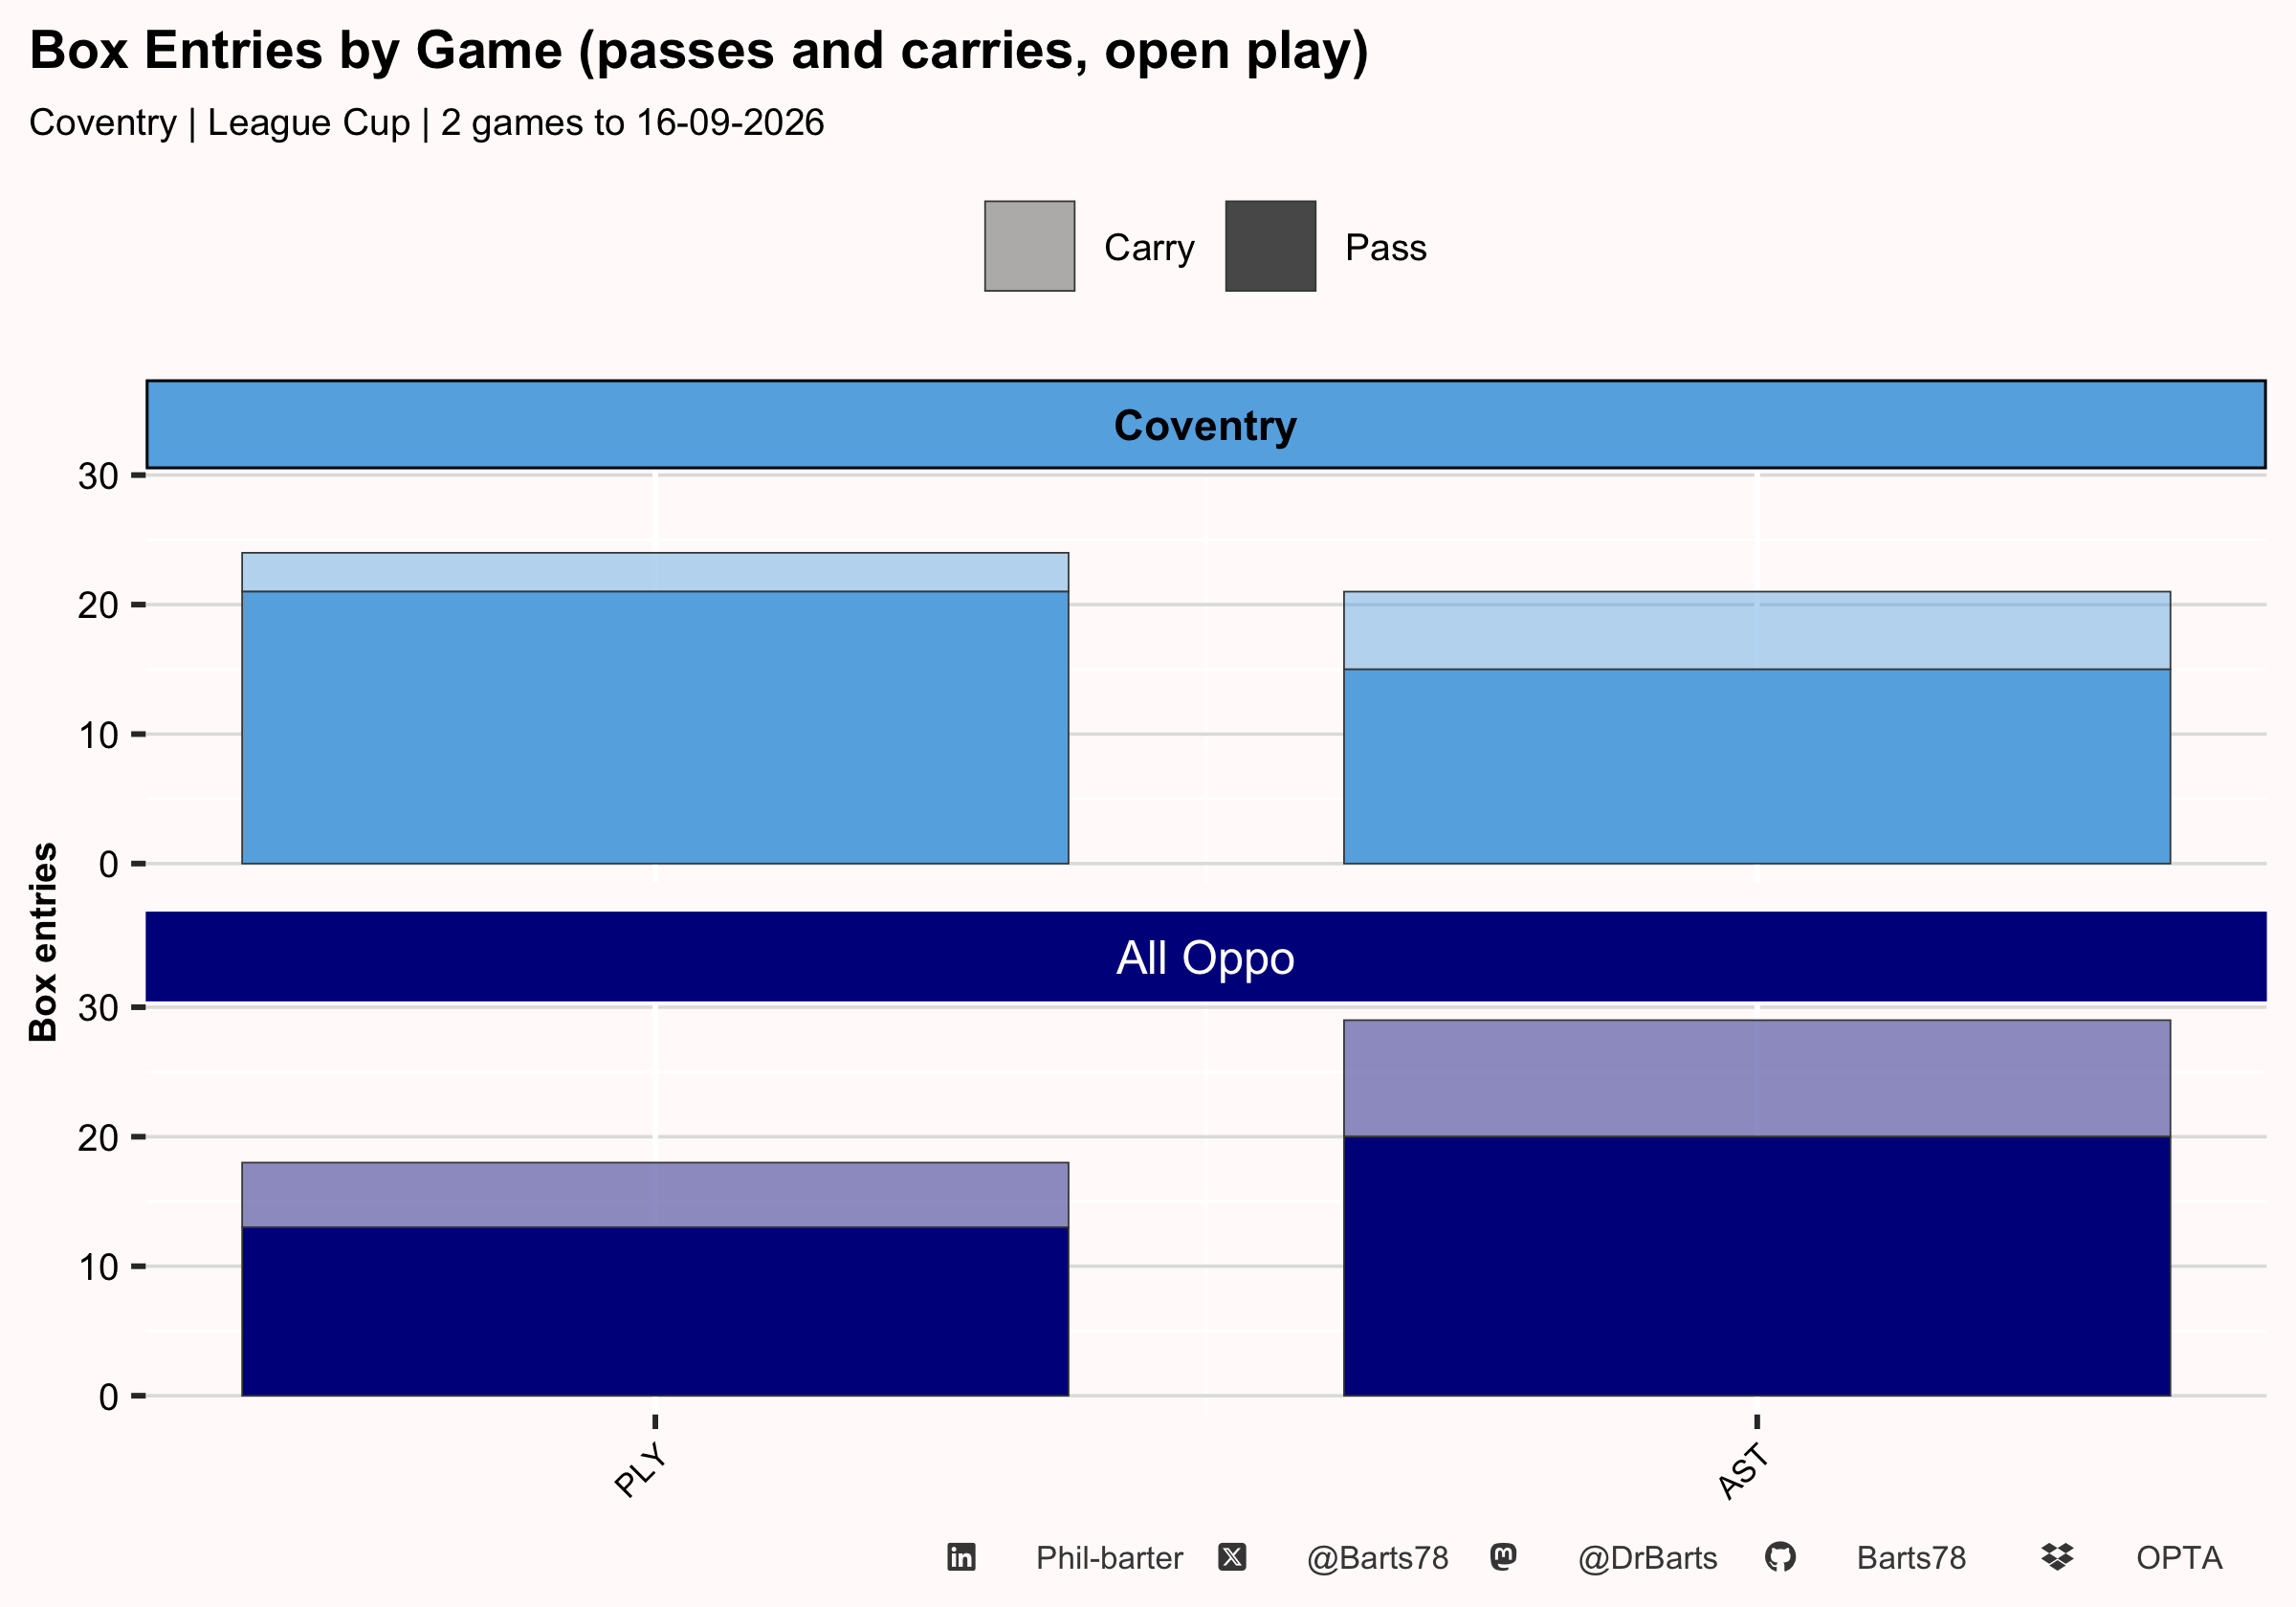 Box Entries by Game (passes and carries, open play)
Coventry | League Cup | 2 games to 16-09-2026
Carry Pass
Coventry
30
20
10
0
Box entries
All Oppo
30
20
10
0
PLY AST
Phil-barter @Barts78 @DrBarts Barts78 OPTA